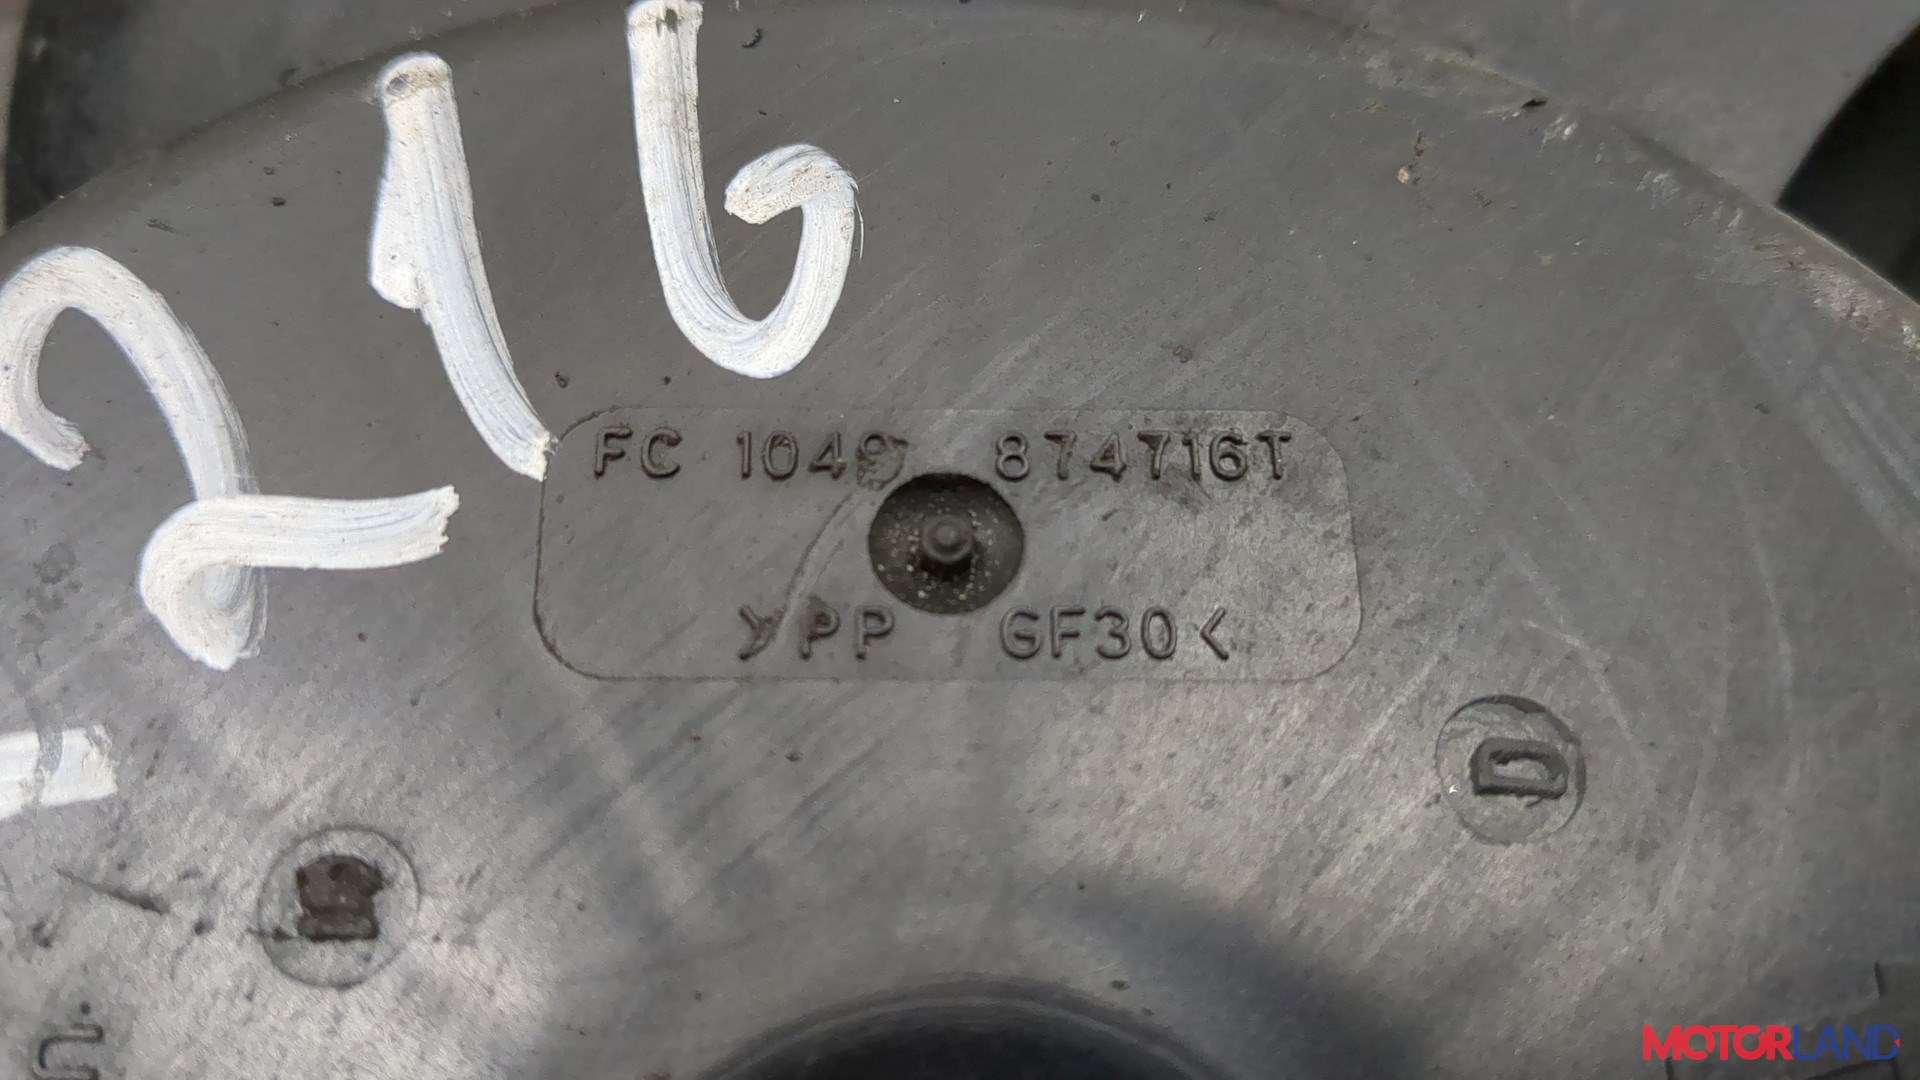 216
FC 1049 874716T
>PP GF30<
D
MOTORLAND